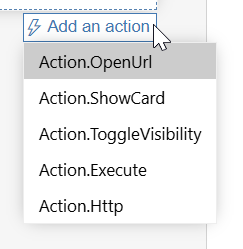 Add an action
Action.OpenUrl
Action.ShowCard
Action.ToggleVisibility
Action.Execute
Action.Http